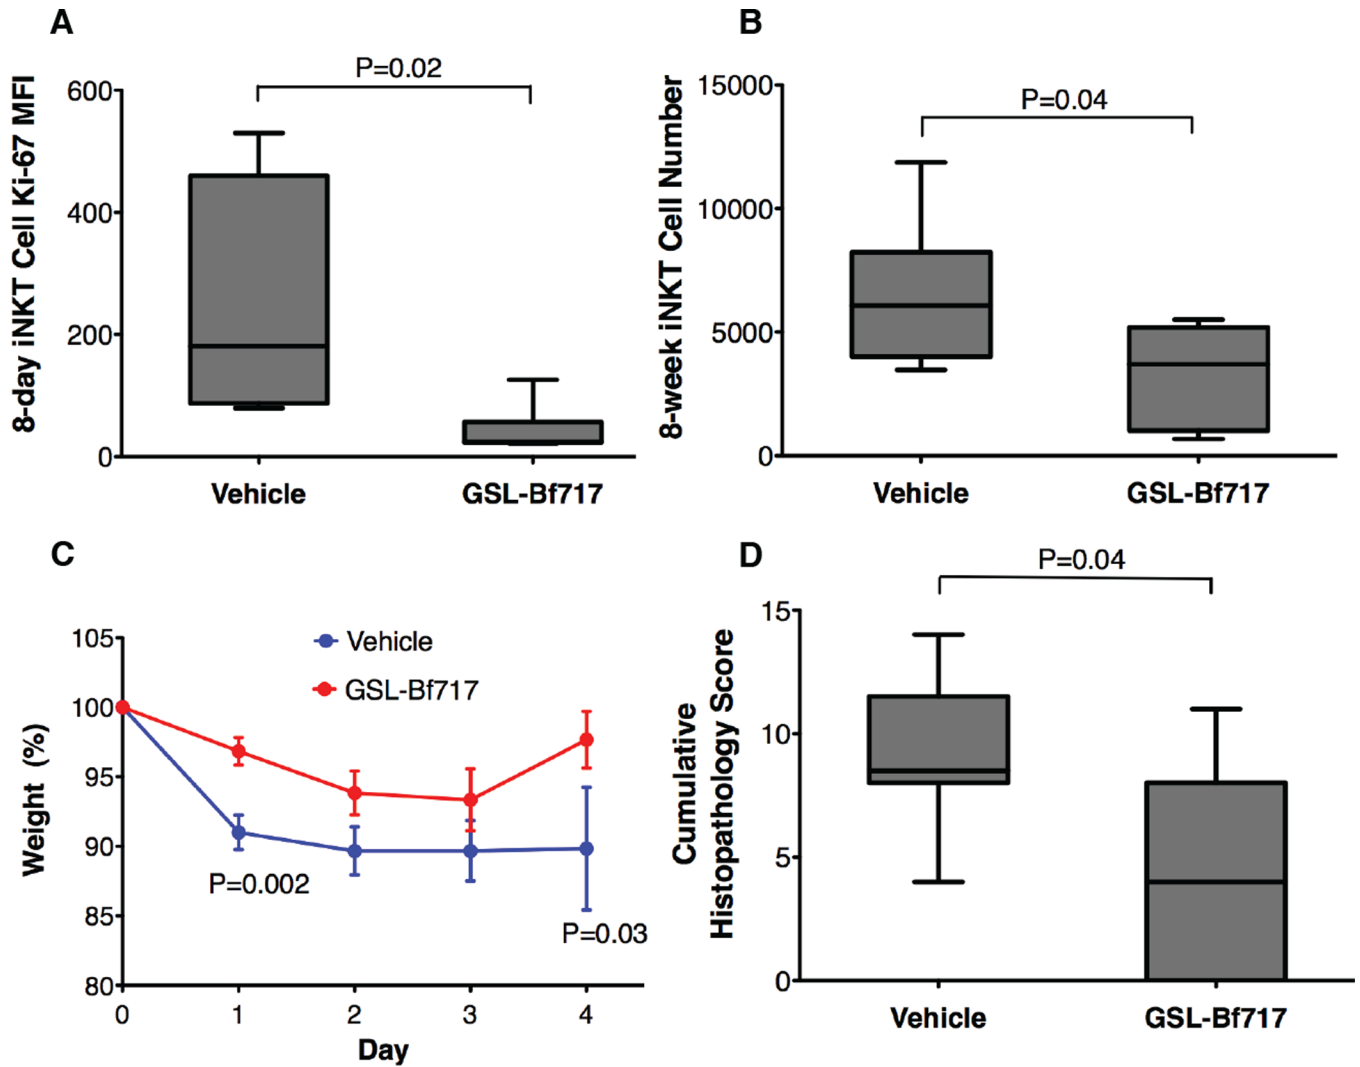 A
P=0.02
8-day iNKT Cell Ki-67 MFI
600
400
200
0
Vehicle
GSL-Bf717
B
P=0.04
8-week iNKT Cell Number
15000
10000
5000
0
Vehicle
GSL-Bf717
C
Vehicle
GSL-Bf717
Weight (%)
105
100
95
90
85
80
P=0.002
P=0.03
0 1 2 3 4
Day
D
P=0.04
Cumulative
Histopathology Score
15
10
5
0
Vehicle
GSL-Bf717